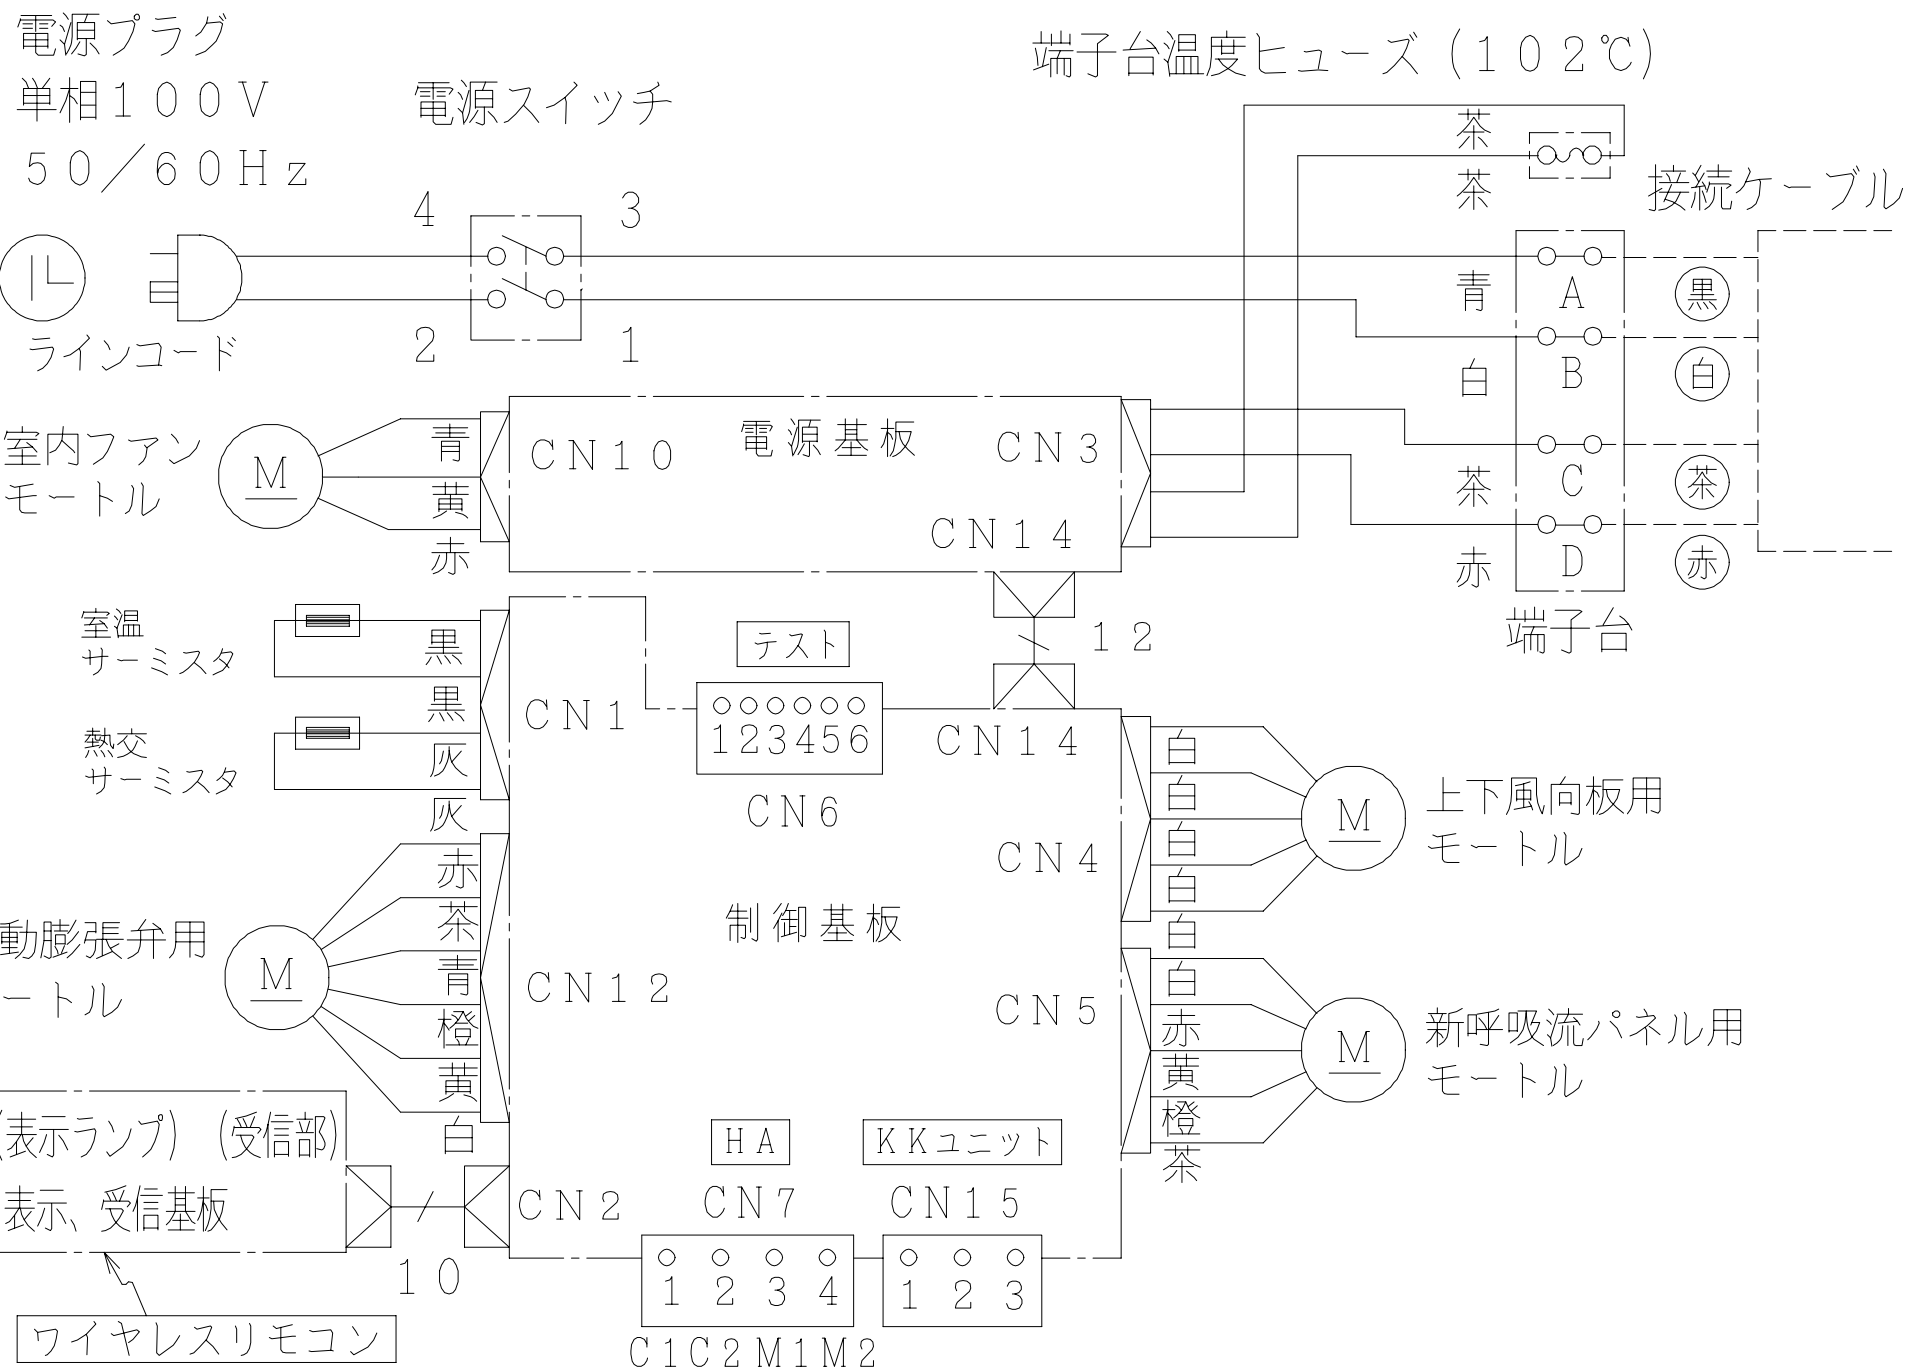 電源プラグ
単相100V
50/60Hz
電源スイッチ
端子台温度ヒューズ(102℃)
茶
茶
接続ケーブル
4
3
2
1
ラインコード
青
A
黒
白
B
白
茶
C
茶
赤
D
赤
端子台
室内ファン
モートル
M
青
黄
赤
CN10
電源基板
CN3
CN14
12
室温
サーミスタ
黒
黒
熱交
サーミスタ
灰
灰
CN1
テスト
123456
CN6
CN14
CN4
白
白
白
白
白
M
上下風向板用
モートル
制御基板
動膨張弁用
ートル
M
赤
茶
青
橙
黄
白
CN12
CN5
白
赤
黄
橙
茶
M
新呼吸流パネル用
モートル
(表示ランプ) (受信部)
表示、受信基板
10
CN2
ワイヤレスリモコン
HA
CN7
1 2 3 4
C1C2M1M2
KKユニット
CN15
1 2 3